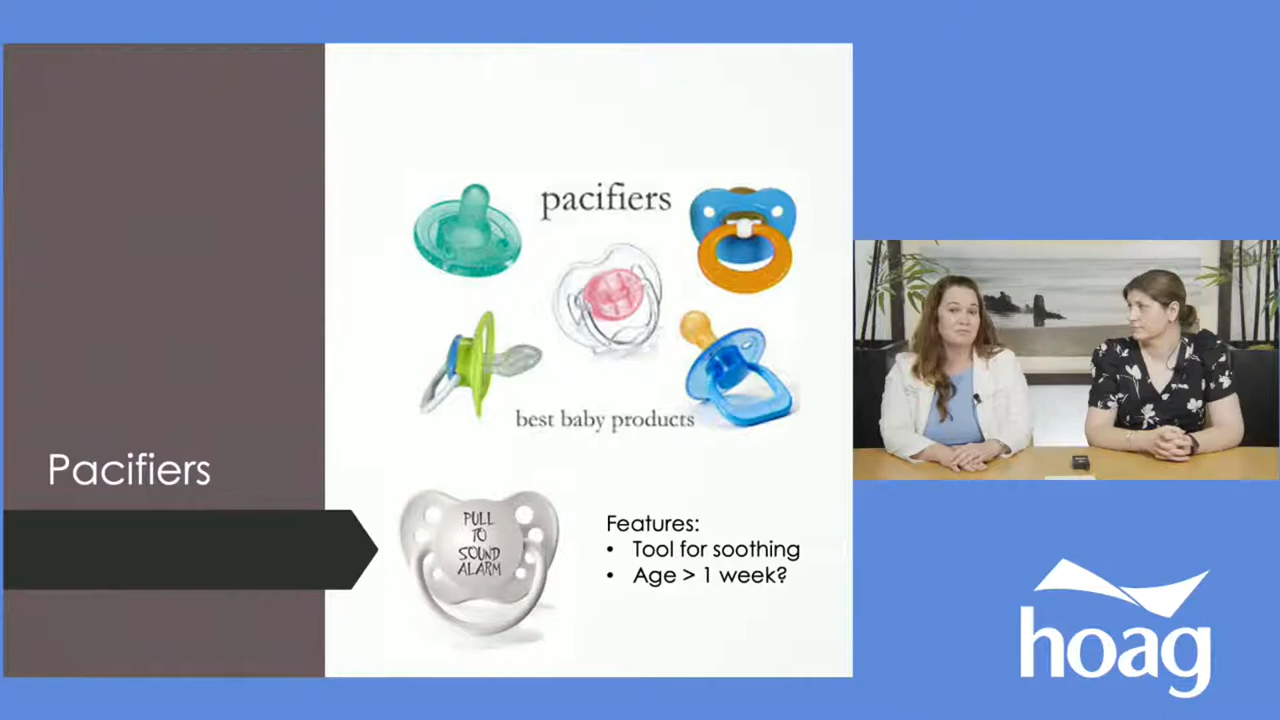 pacifiers
best baby products
Pacifiers
PULL
TO
SOUND
ALARM
Features:
• Tool for soothing
• Age > 1 week?
hoag